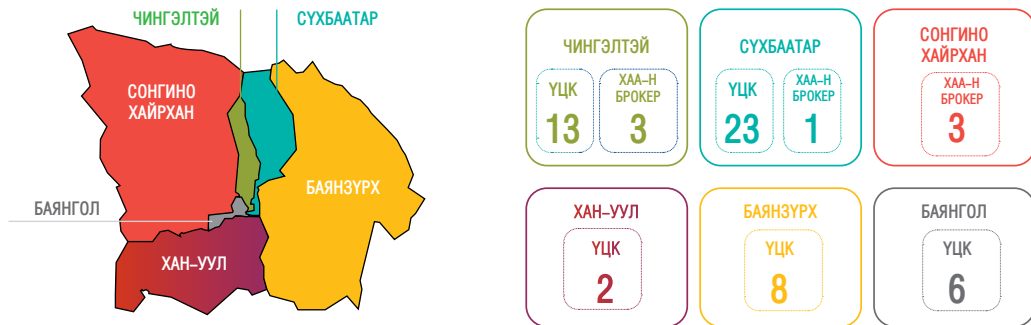 ЧИНГЭЛТЭЙ
СҮХБААТАР
СОНГИНО
ХАЙРХАН
БАЯНЗҮРХ
БАЯНГОЛ
ХАН–УУЛ
ЧИНГЭЛТЭЙ
ҮЦК
13
ХАА–Н
БРОКЕР
3
СҮХБААТАР
ҮЦК
23
ХАА–Н
БРОКЕР
1
СОНГИНО
ХАЙРХАН
ХАА–Н
БРОКЕР
3
ХАН–УУЛ
ҮЦК
2
БАЯНЗҮРХ
ҮЦК
8
БАЯНГОЛ
ҮЦК
6